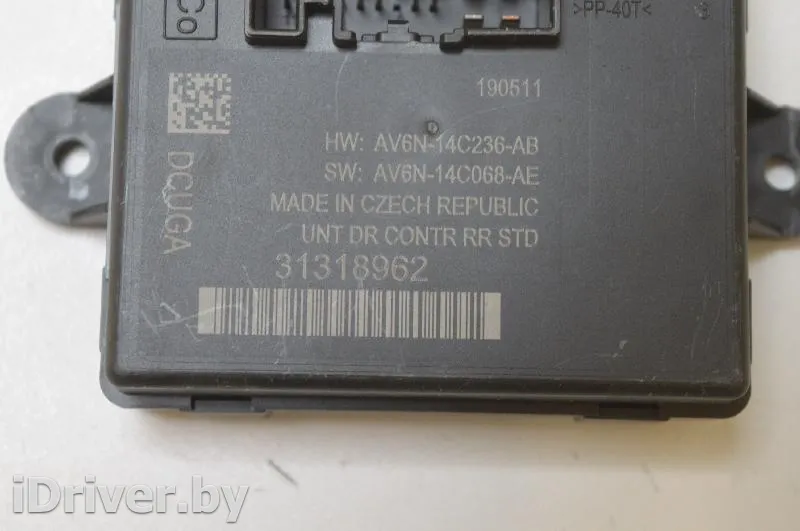 Co
>PP-40T<
190511
HW: AV6N-14C236-AB
SW: AV6N-14C068-AE
MADE IN CZECH REPUBLIC
UNT DR CONTR RR STD
31318962
DCUGA
iDriver.by